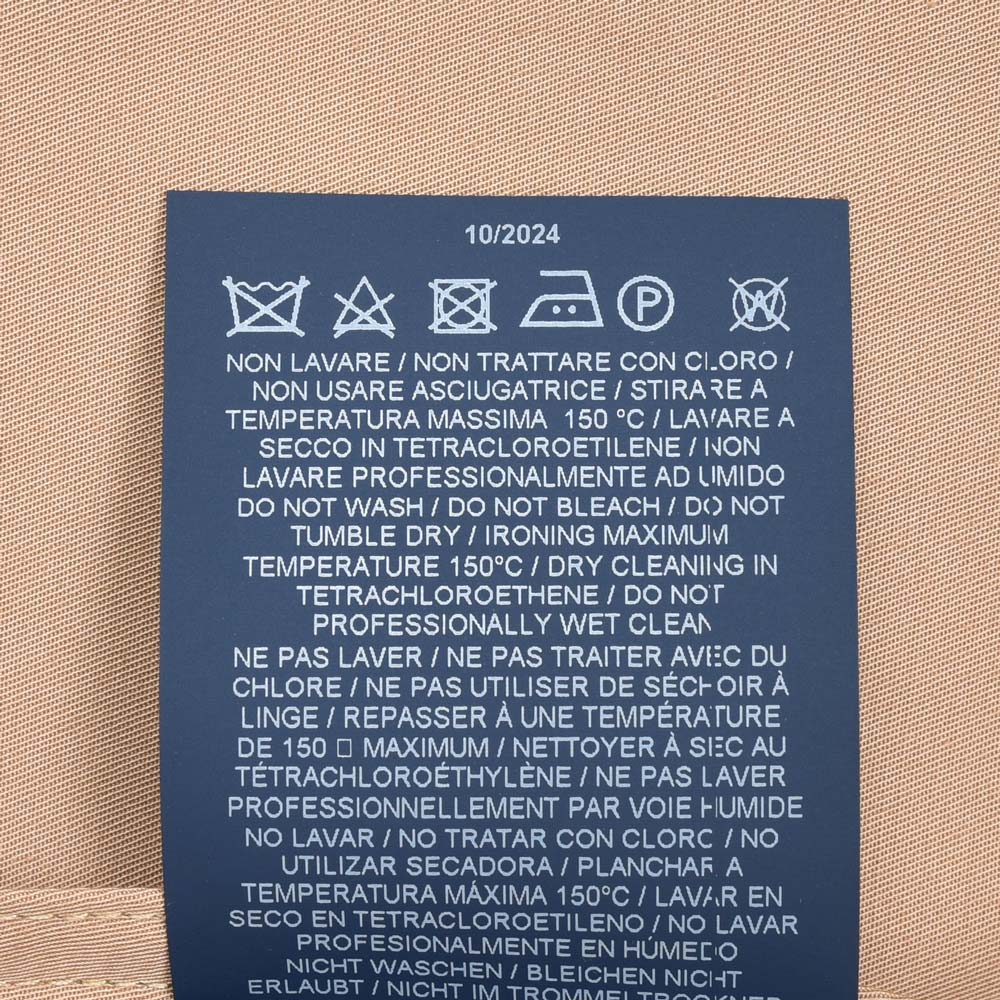 10/2024
P W
NON LAVARE / NON TRATTARE CON CLORO /
NON USARE ASCIUGATRICE / STIRARE A
TEMPERATURA MASSIMA 150 °C / LAVARE A
SECCO IN TETRACLOROETILENE / NON
LAVARE PROFESSIONALMENTE AD UMIDO
DO NOT WASH / DO NOT BLEACH / DO NOT
TUMBLE DRY / IRONING MAXIMUM
TEMPERATURE 150°C / DRY CLEANING IN
TETRACHLOROETHENE / DO NOT
PROFESSIONALLY WET CLEAN
NE PAS LAVER / NE PAS TRAITER AVEC DU
CHLORE / NE PAS UTILISER DE SÉCHOIR À
LINGE / REPASSER À UNE TEMPÉRATURE
DE 150 □ MAXIMUM / NETTOYER À SEC AU
TÉTRACHLOROÉTHYLÈNE / NE PAS LAVER
PROFESSIONNELLEMENT PAR VOIE HUMIDE
NO LAVAR / NO TRATAR CON CLORO / NO
UTILIZAR SECADORA / PLANCHAR A
TEMPERATURA MÁXIMA 150°C / LAVAR EN
SECO EN TETRACLOROETILENO / NO LAVAR
PROFESIONALMENTE EN HÚMEDO
NICHT WASCHEN / BLEICHEN NICHT
ERLAUBT / NICHT IM TROMMELTROCKNER